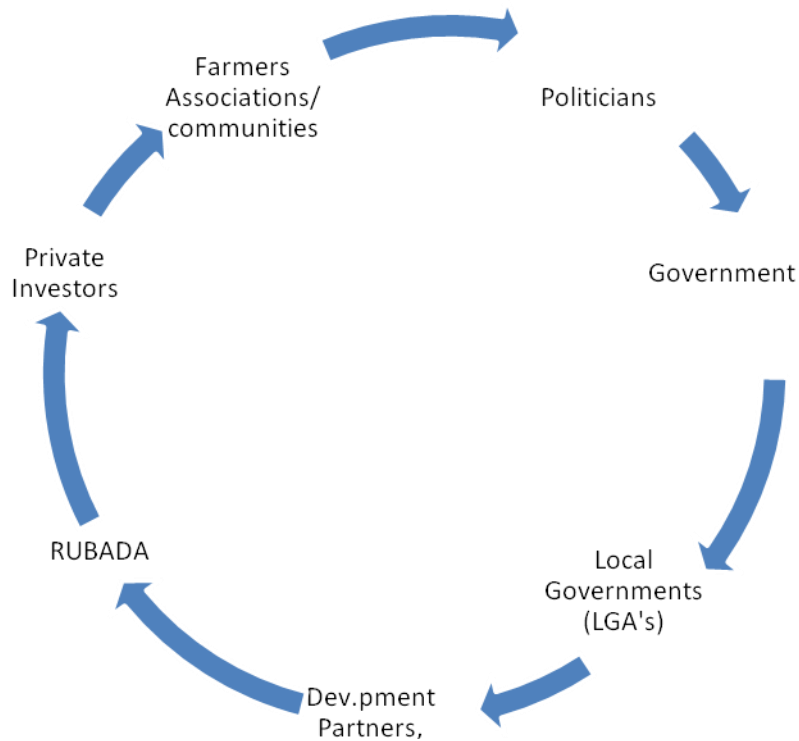 Farmers
Associations/
communities
Politicians
Government
Local
Governments
(LGA's)
Dev.pment
Partners,
RUBADA
Private
Investors